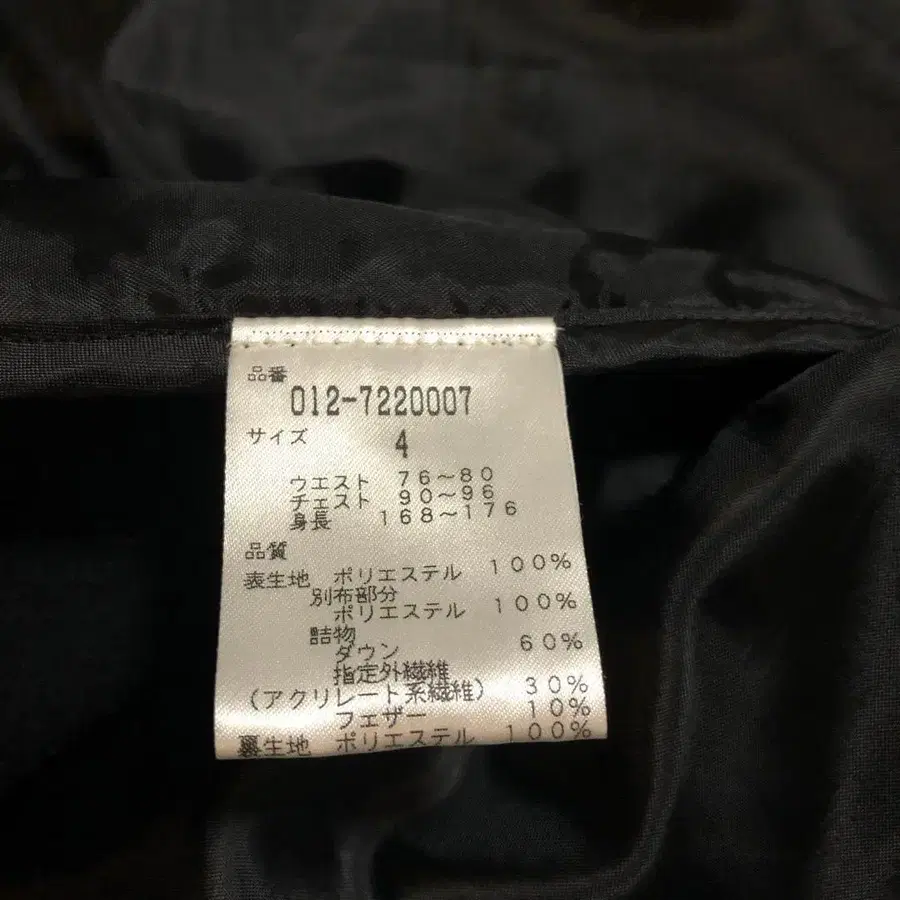 品番
012-7220007
サイズ 4
ウエスト 76～80
チェスト 90～96
身長 168～176
品質
表生地 ポリエステル 100%
別布部分
ポリエステル 100%
詰物
ダウン 60%
指定外繊維
(アクリレート系繊維) 30%
フェザー 10%
裏生地 ポリエステル 100%